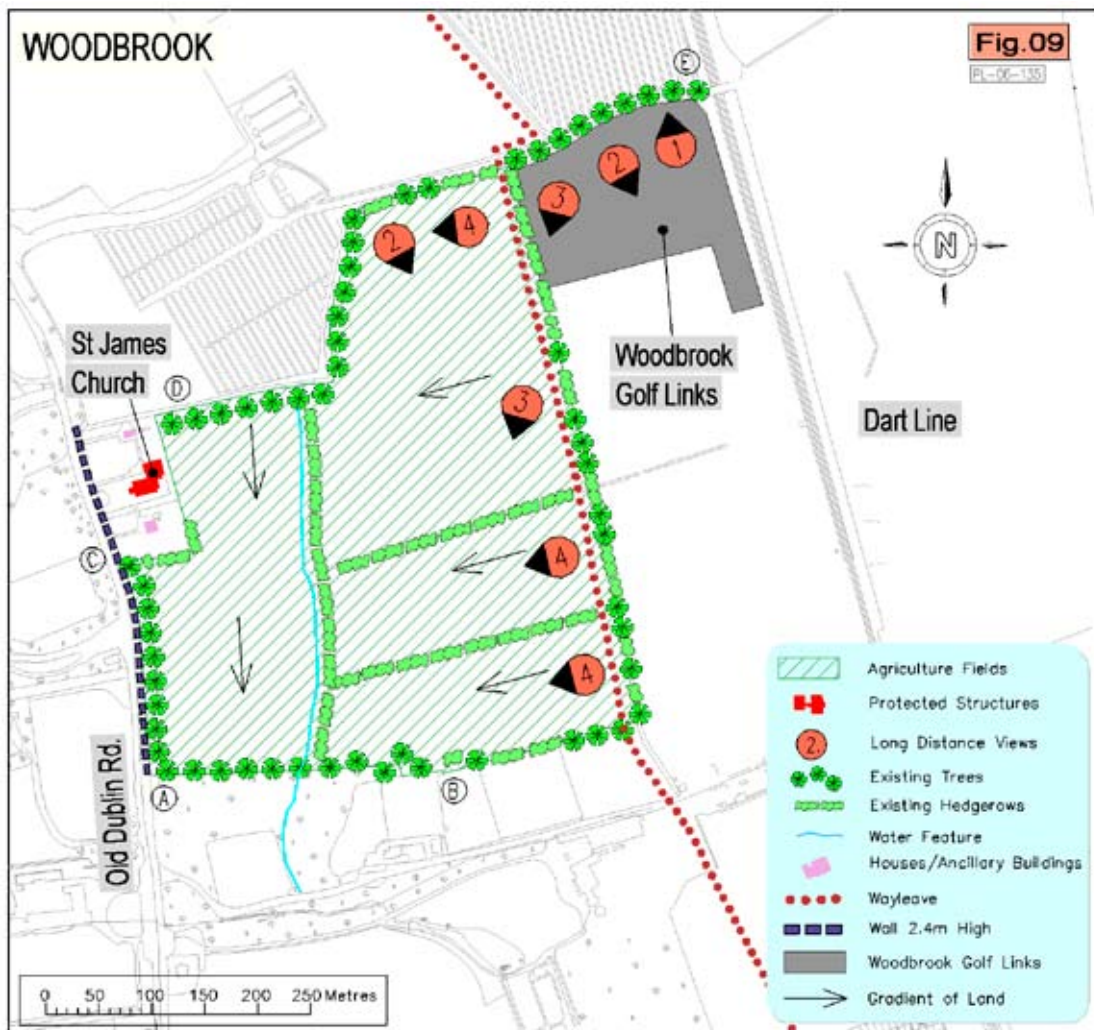 WOODBROOK
Fig.09
PL-06-135
E
1
2
3
4
2
N
St James
Church
D
Woodbrook
Golf Links
3
Dart Line
C
4
4
A
B
Old Dublin Rd.
Agriculture Fields
Protected Structures
2.
Long Distance Views
Existing Trees
Existing Hedgerows
Water Feature
Houses/Ancillary Buildings
Wayleave
Wall 2.4m High
Woodbrook Golf Links
Gradient of Land
0 50 100 150 200 250 Metres